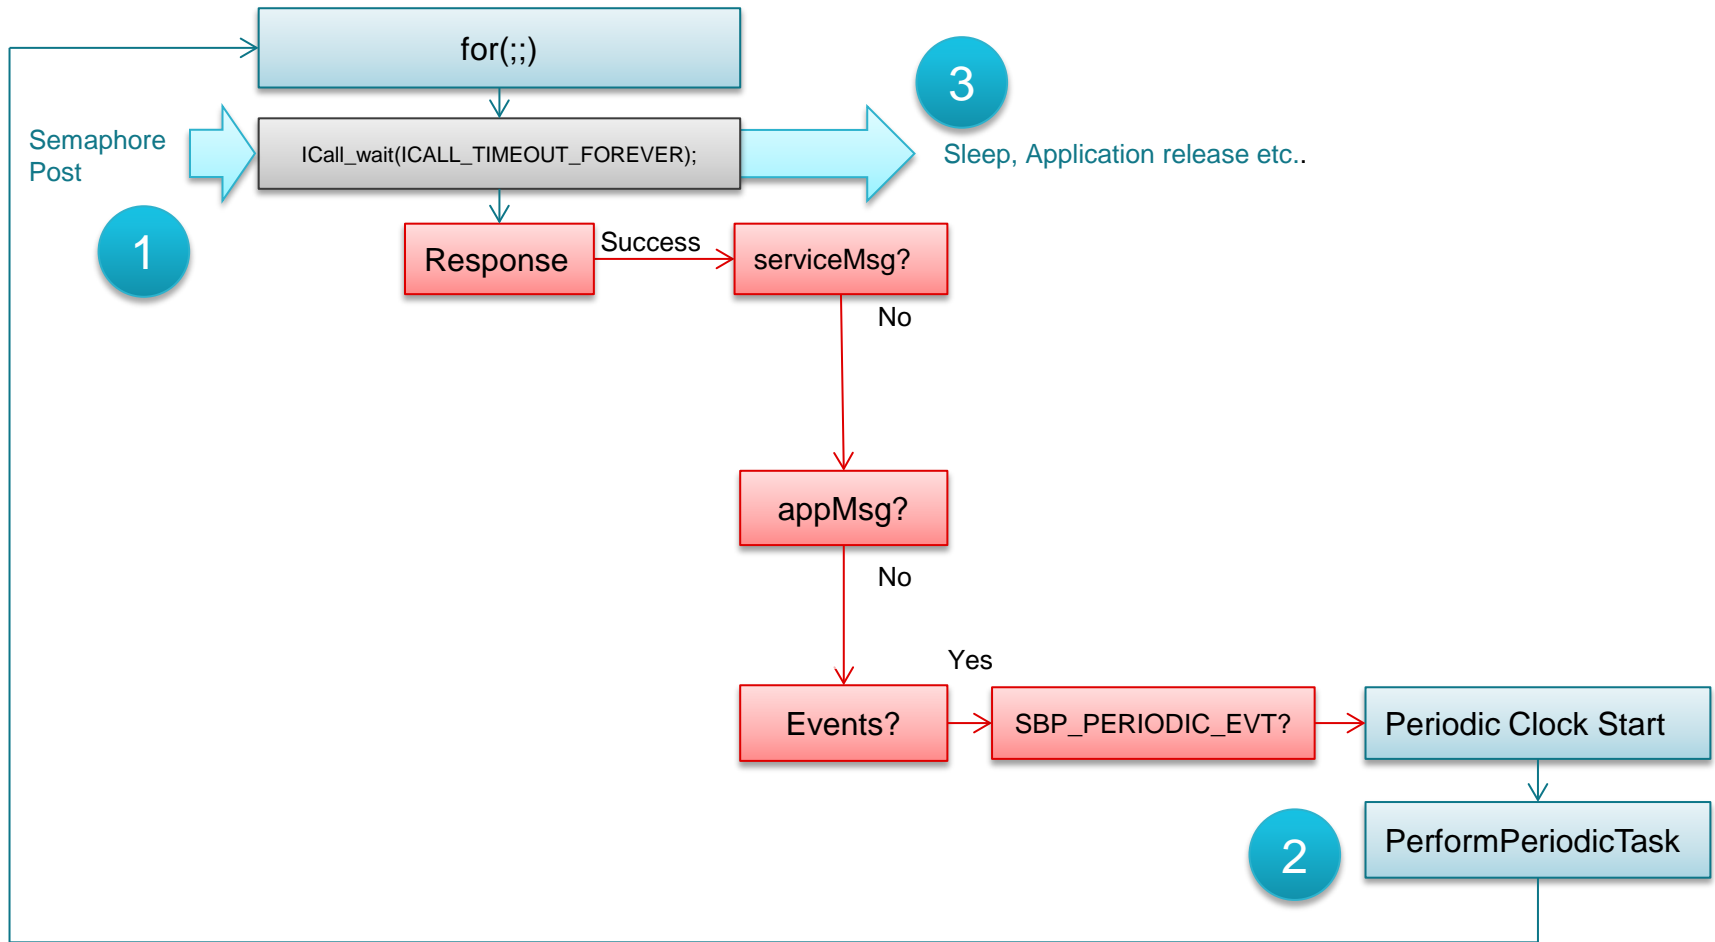 for(;;)
3
Semaphore
Post
ICall_wait(ICALL_TIMEOUT_FOREVER);
Sleep, Application release etc..
1
Response
Success
serviceMsg?
No
appMsg?
No
Yes
Events?
SBP_PERIODIC_EVT?
Periodic Clock Start
2
PerformPeriodicTask